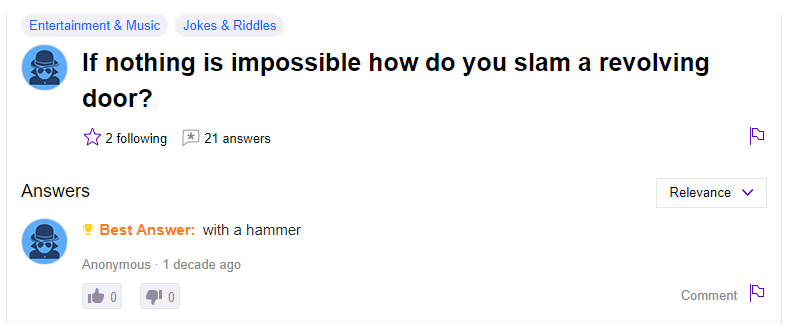 Entertainment & Music Jokes & Riddles
If nothing is impossible how do you slam a revolving
door?
2 following 21 answers
Answers
Relevance
Best Answer: with a hammer
Anonymous · 1 decade ago
0 0
Comment